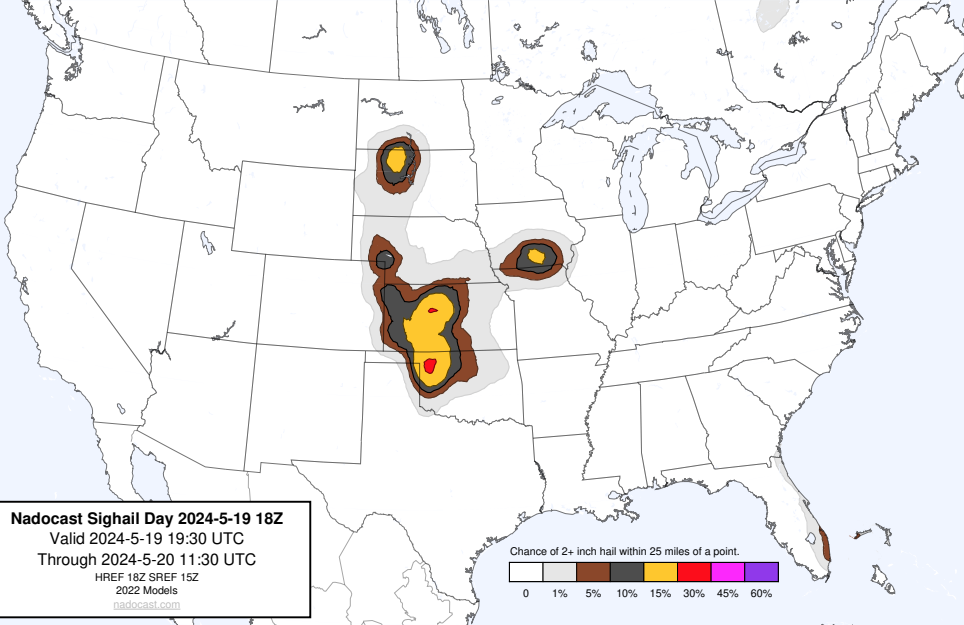 Nadocast Sighail Day 2024-5-19 18Z
Valid 2024-5-19 19:30 UTC
Through 2024-5-20 11:30 UTC
HREF 18Z SREF 15Z
2022 Models
nadocast.com
Chance of 2+ inch hail within 25 miles of a point.
0 1% 5% 10% 15% 30% 45% 60%